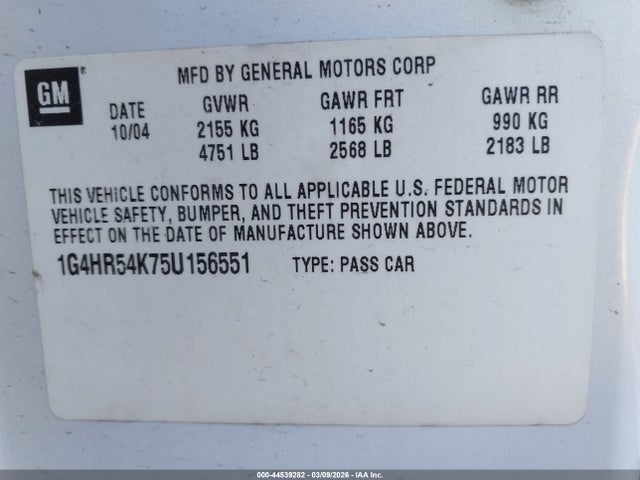 GM®
MFD BY GENERAL MOTORS CORP
DATE GVWR GAWR FRT GAWR RR
10/04 2155 KG 1165 KG 990 KG
4751 LB 2568 LB 2183 LB
THIS VEHICLE CONFORMS TO ALL APPLICABLE U.S. FEDERAL MOTOR
VEHICLE SAFETY, BUMPER, AND THEFT PREVENTION STANDARDS IN
EFFECT ON THE DATE OF MANUFACTURE SHOWN ABOVE.
1G4HR54K75U156551 TYPE: PASS CAR
000-44539282 | 03/09/2026 | IAA Inc.